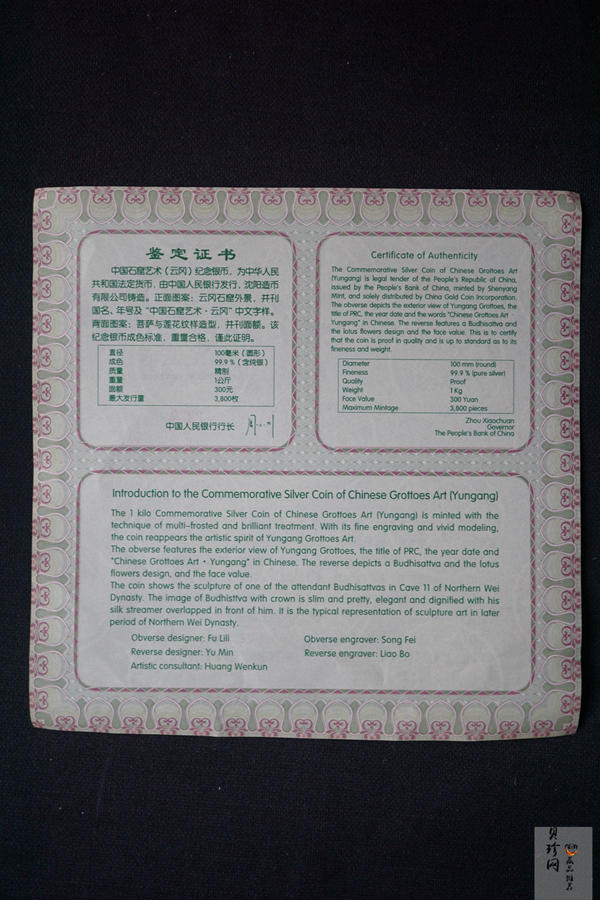 鉴定证书
中国石窟艺术（云冈）纪念银币，为中华人民
共和国法定货币，由中国人民银行发行，沈阳造币
有限公司铸造。正面图案：云冈石窟外景，并刊
国名、年号及“中国石窟艺术·云冈”中文字样。
背面图案：菩萨与莲花纹样造型，并刊面额。该
纪念银币成色标准，重量合格，谨此证明。
直径 100毫米（圆形）
成色 99.9％（含纯银）
质量 精制
重量 1公斤
面额 300元
最大发行量 3,800枚
中国人民银行行长
Certificate of Authenticity
The Commemorative Silver Coin of Chinese Grottoes Art
(Yungang) is legal tender of the People's Republic of China,
issued by the People's Bank of China, minted by Shenyang
Mint, and solely distributed by China Gold Coin Incorporation.
The obverse depicts the exterior view of Yungang Grottoes, the
title of PRC, the year date and the words "Chinese Grottoes Art
Yungang" in Chinese. The reverse features a Budhisattva and
the lotus flowers design and the face value. This is to certify
that the coin is proof in quality and is up to standard as to its
fineness and weight.
Diameter 100 mm (round)
Fineness 99.9 % (pure silver)
Quality Proof
Weight 1 Kg
Face Value 300 Yuan
Maximum Mintage 3,800 pieces
Zhou Xiaochuan
Governor
The People's Bank of China
Introduction to the Commemorative Silver Coin of Chinese Grottoes Art (Yungang)
The 1 kilo Commemorative Silver Coin of Chinese Grottoes Art (Yungang) is minted with the
technique of multi-frosted and brilliant treatment. With its fine engraving and vivid modeling,
the coin reappears the artistic spirit of Yungang Grottoes Art.
The obverse features the exterior view of Yungang Grottoes, the title of PRC, the year date and
"Chinese Grottoes Art · Yungang" in Chinese. The reverse depicts a Budhisattva and the lotus
flowers design, and the face value.
The coin shows the sculpture of one of the attendant Budhisattvas in Cave 11 of Northern Wei
Dynasty. The image of Budhisttva with crown is slim and pretty, elegant and dignified with his
silk streamer overlapped in front of him. It is the typical representation of sculpture art in later
period of Northern Wei Dynasty.
Obverse designer: Fu Lili Obverse engraver: Song Fei
Reverse designer: Yu Min Reverse engraver: Liao Bo
Artistic consultant: Huang Wenkun
贝珍网